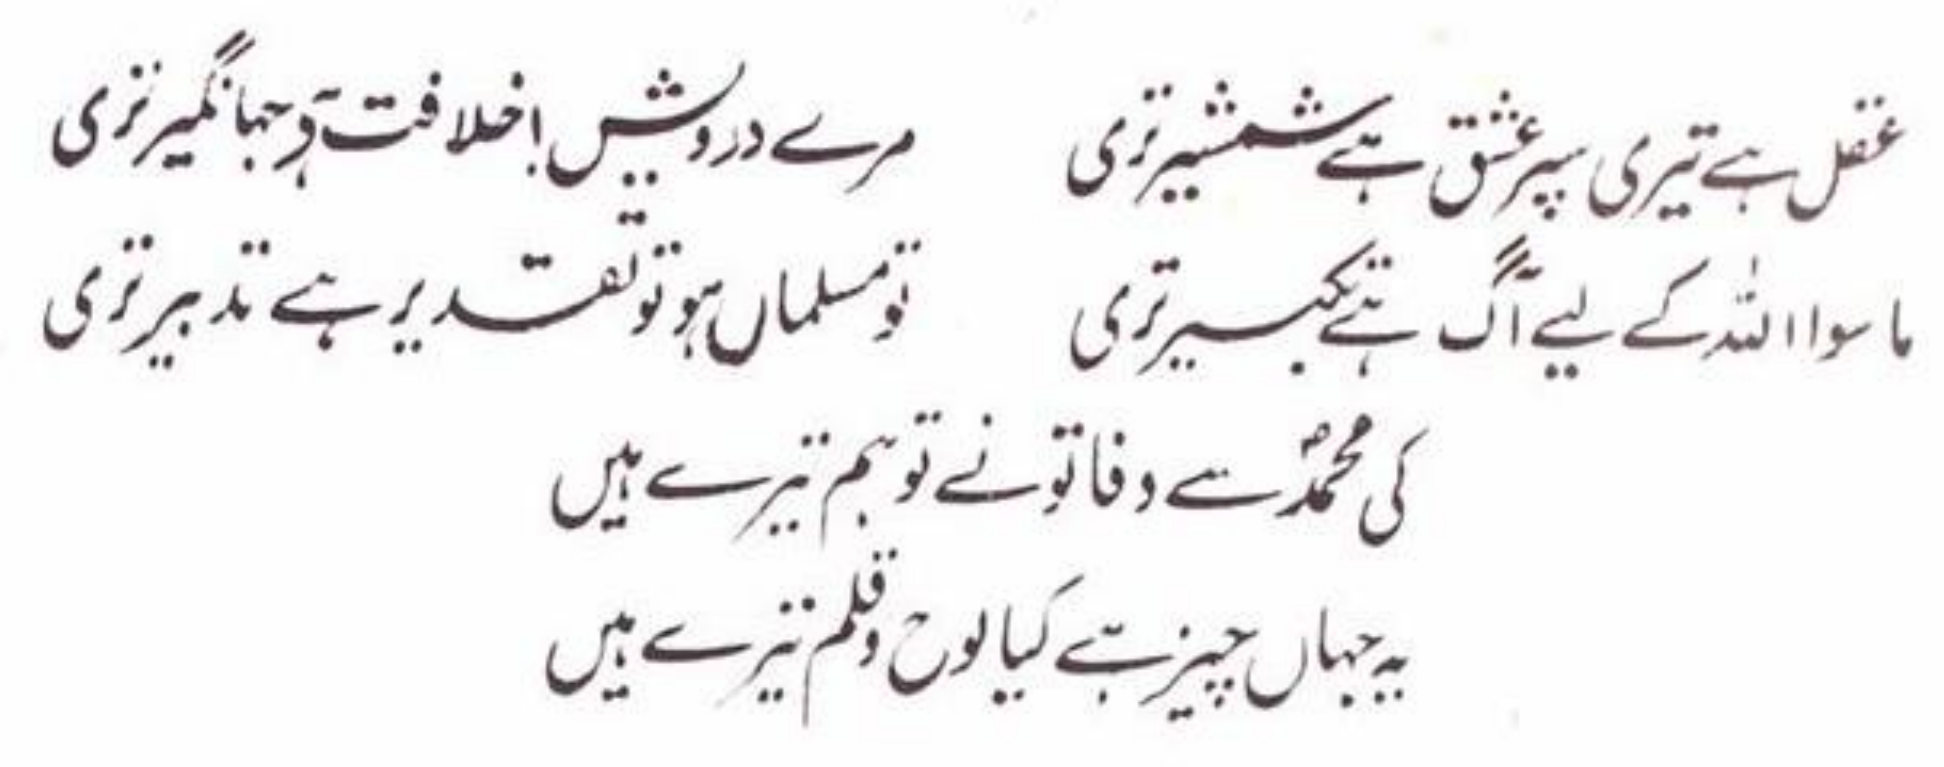 عقل ہے تیری سپر عشق ہے شمشیر تری مرے درویش! خلافت ہے جہانگیر تری
ماسوا اللہ کے لیے آگ ہے تکبیر تری تو مسلماں ہو تو تقدیر ہے تدبیر تری
کی محمدؐ سے وفا تو نے تو ہم تیرے ہیں
یہ جہاں چیز ہے کیا لوح و قلم تیرے ہیں